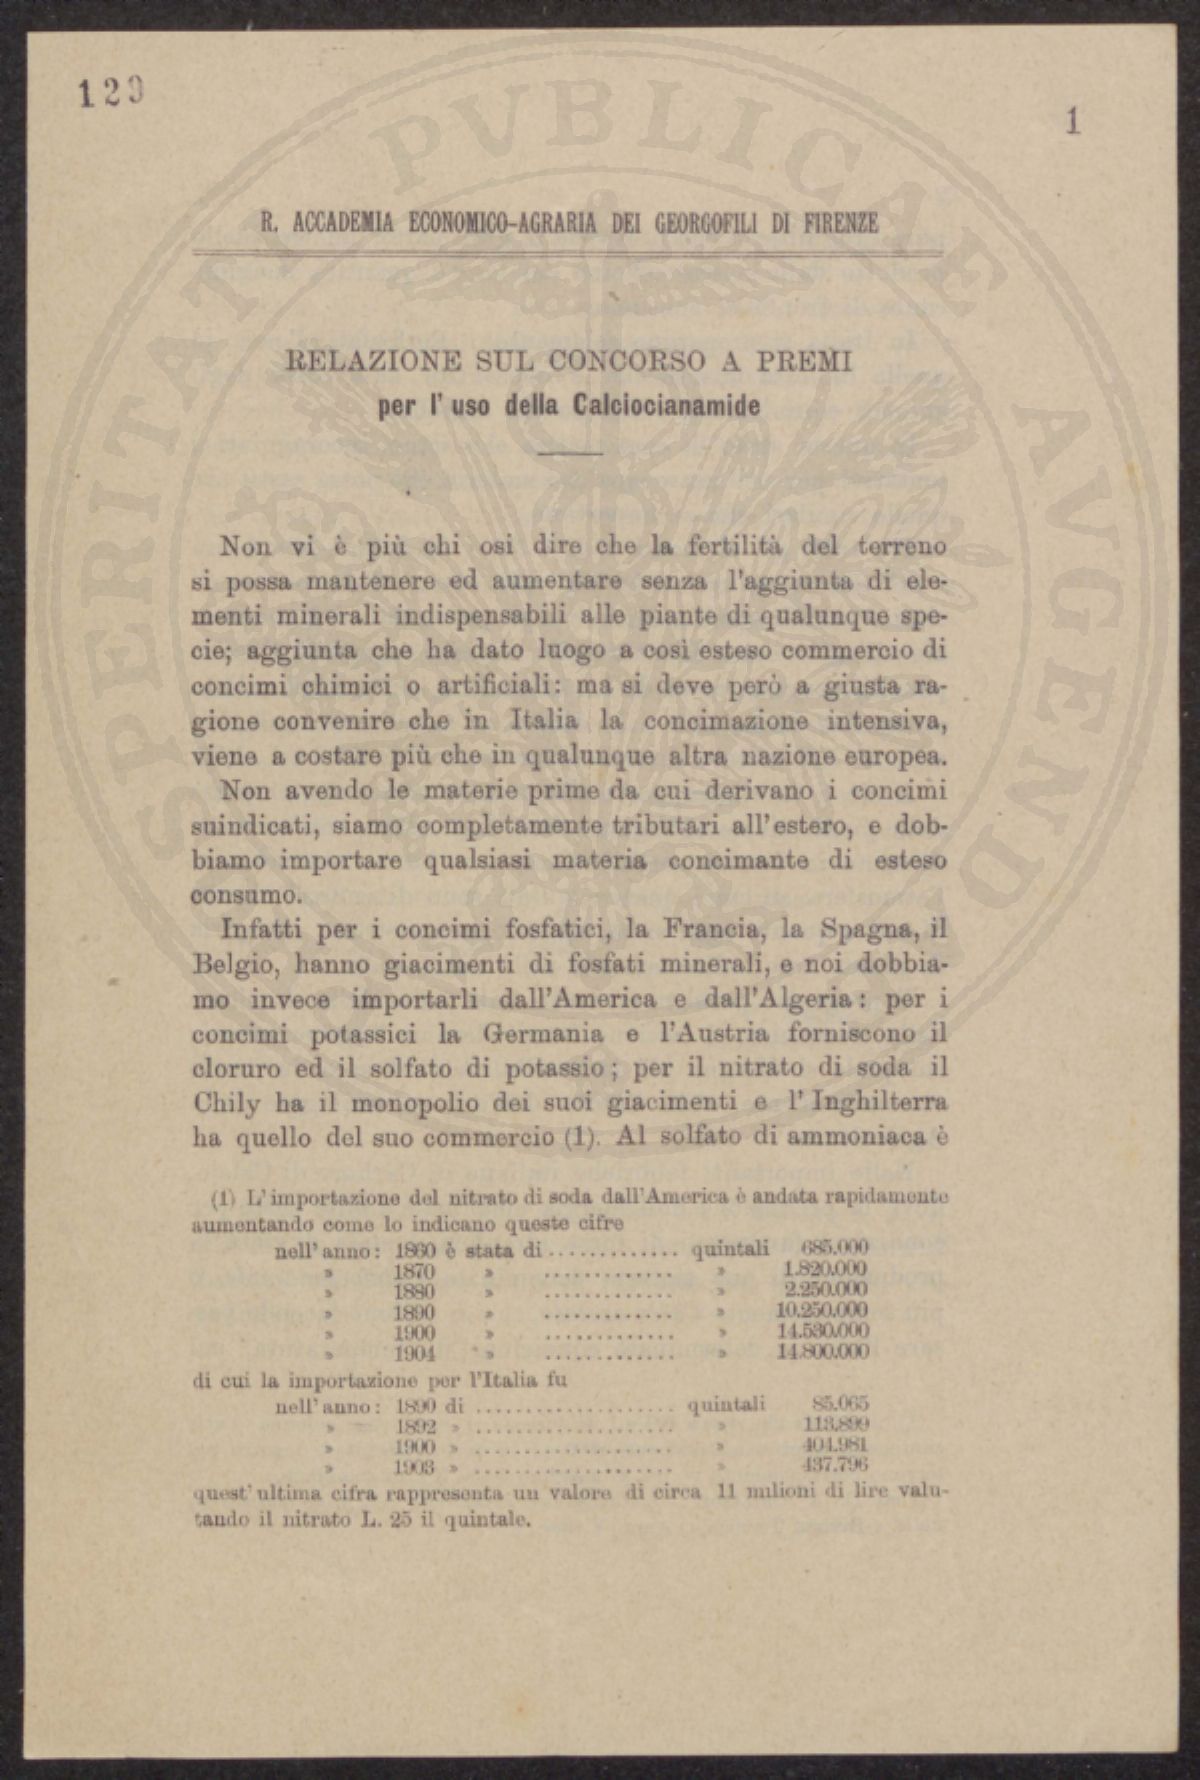 120
1
R. ACCADEMIA ECONOMICO-AGRARIA DEI GEORGOFILI DI FIRENZE
RELAZIONE SUL CONCORSO A PREMI
per l' uso della Calciocianamide
Non vi è più chi osi dire che la fertilità del terreno
si possa mantenere ed aumentare senza l'aggiunta di ele-
menti minerali indispensabili alle piante di qualunque spe-
cie; aggiunta che ha dato luogo a così esteso commercio di
concimi chimici o artificiali: ma si deve però a giusta ra-
gione convenire che in Italia la concimazione intensiva,
viene a costare più che in qualunque altra nazione europea.
Non avendo le materie prime da cui derivano i concimi
suindicati, siamo completamente tributari all'estero, e dob-
biamo importare qualsiasi materia concimante di esteso
consumo.
Infatti per i concimi fosfatici, la Francia, la Spagna, il
Belgio, hanno giacimenti di fosfati minerali, e noi dobbia-
mo invece importarli dall'America e dall'Algeria: per i
concimi potassici la Germania e l'Austria forniscono il
cloruro ed il solfato di potassio; per il nitrato di soda il
Chily ha il monopolio dei suoi giacimenti e l' Inghilterra
ha quello del suo commercio (1). Al solfato di ammoniaca è
(1) L'importazione del nitrato di soda dall'America è andata rapidamente
aumentando come lo indicano queste cifre
nell' anno: 1860 è stata di ............. quintali 685.000
» 1870 » ............. » 1.820.000
» 1880 » ............. » 2.250.000
» 1890 » ............. » 10.250.000
» 1900 » ............. » 14.530.000
» 1904 » ............. » 14.800.000
di cui la importazione per l'Italia fu
nell' anno: 1890 di .................... quintali 85.065
» 1892 » .................... » 113.899
» 1900 » .................... » 404.981
» 1903 » .................... » 437.796
quest' ultima cifra rappresenta un valore di circa 11 milioni di lire valu-
tando il nitrato L. 25 il quintale.
SPERITAT PVBLICAE AVGENDAE